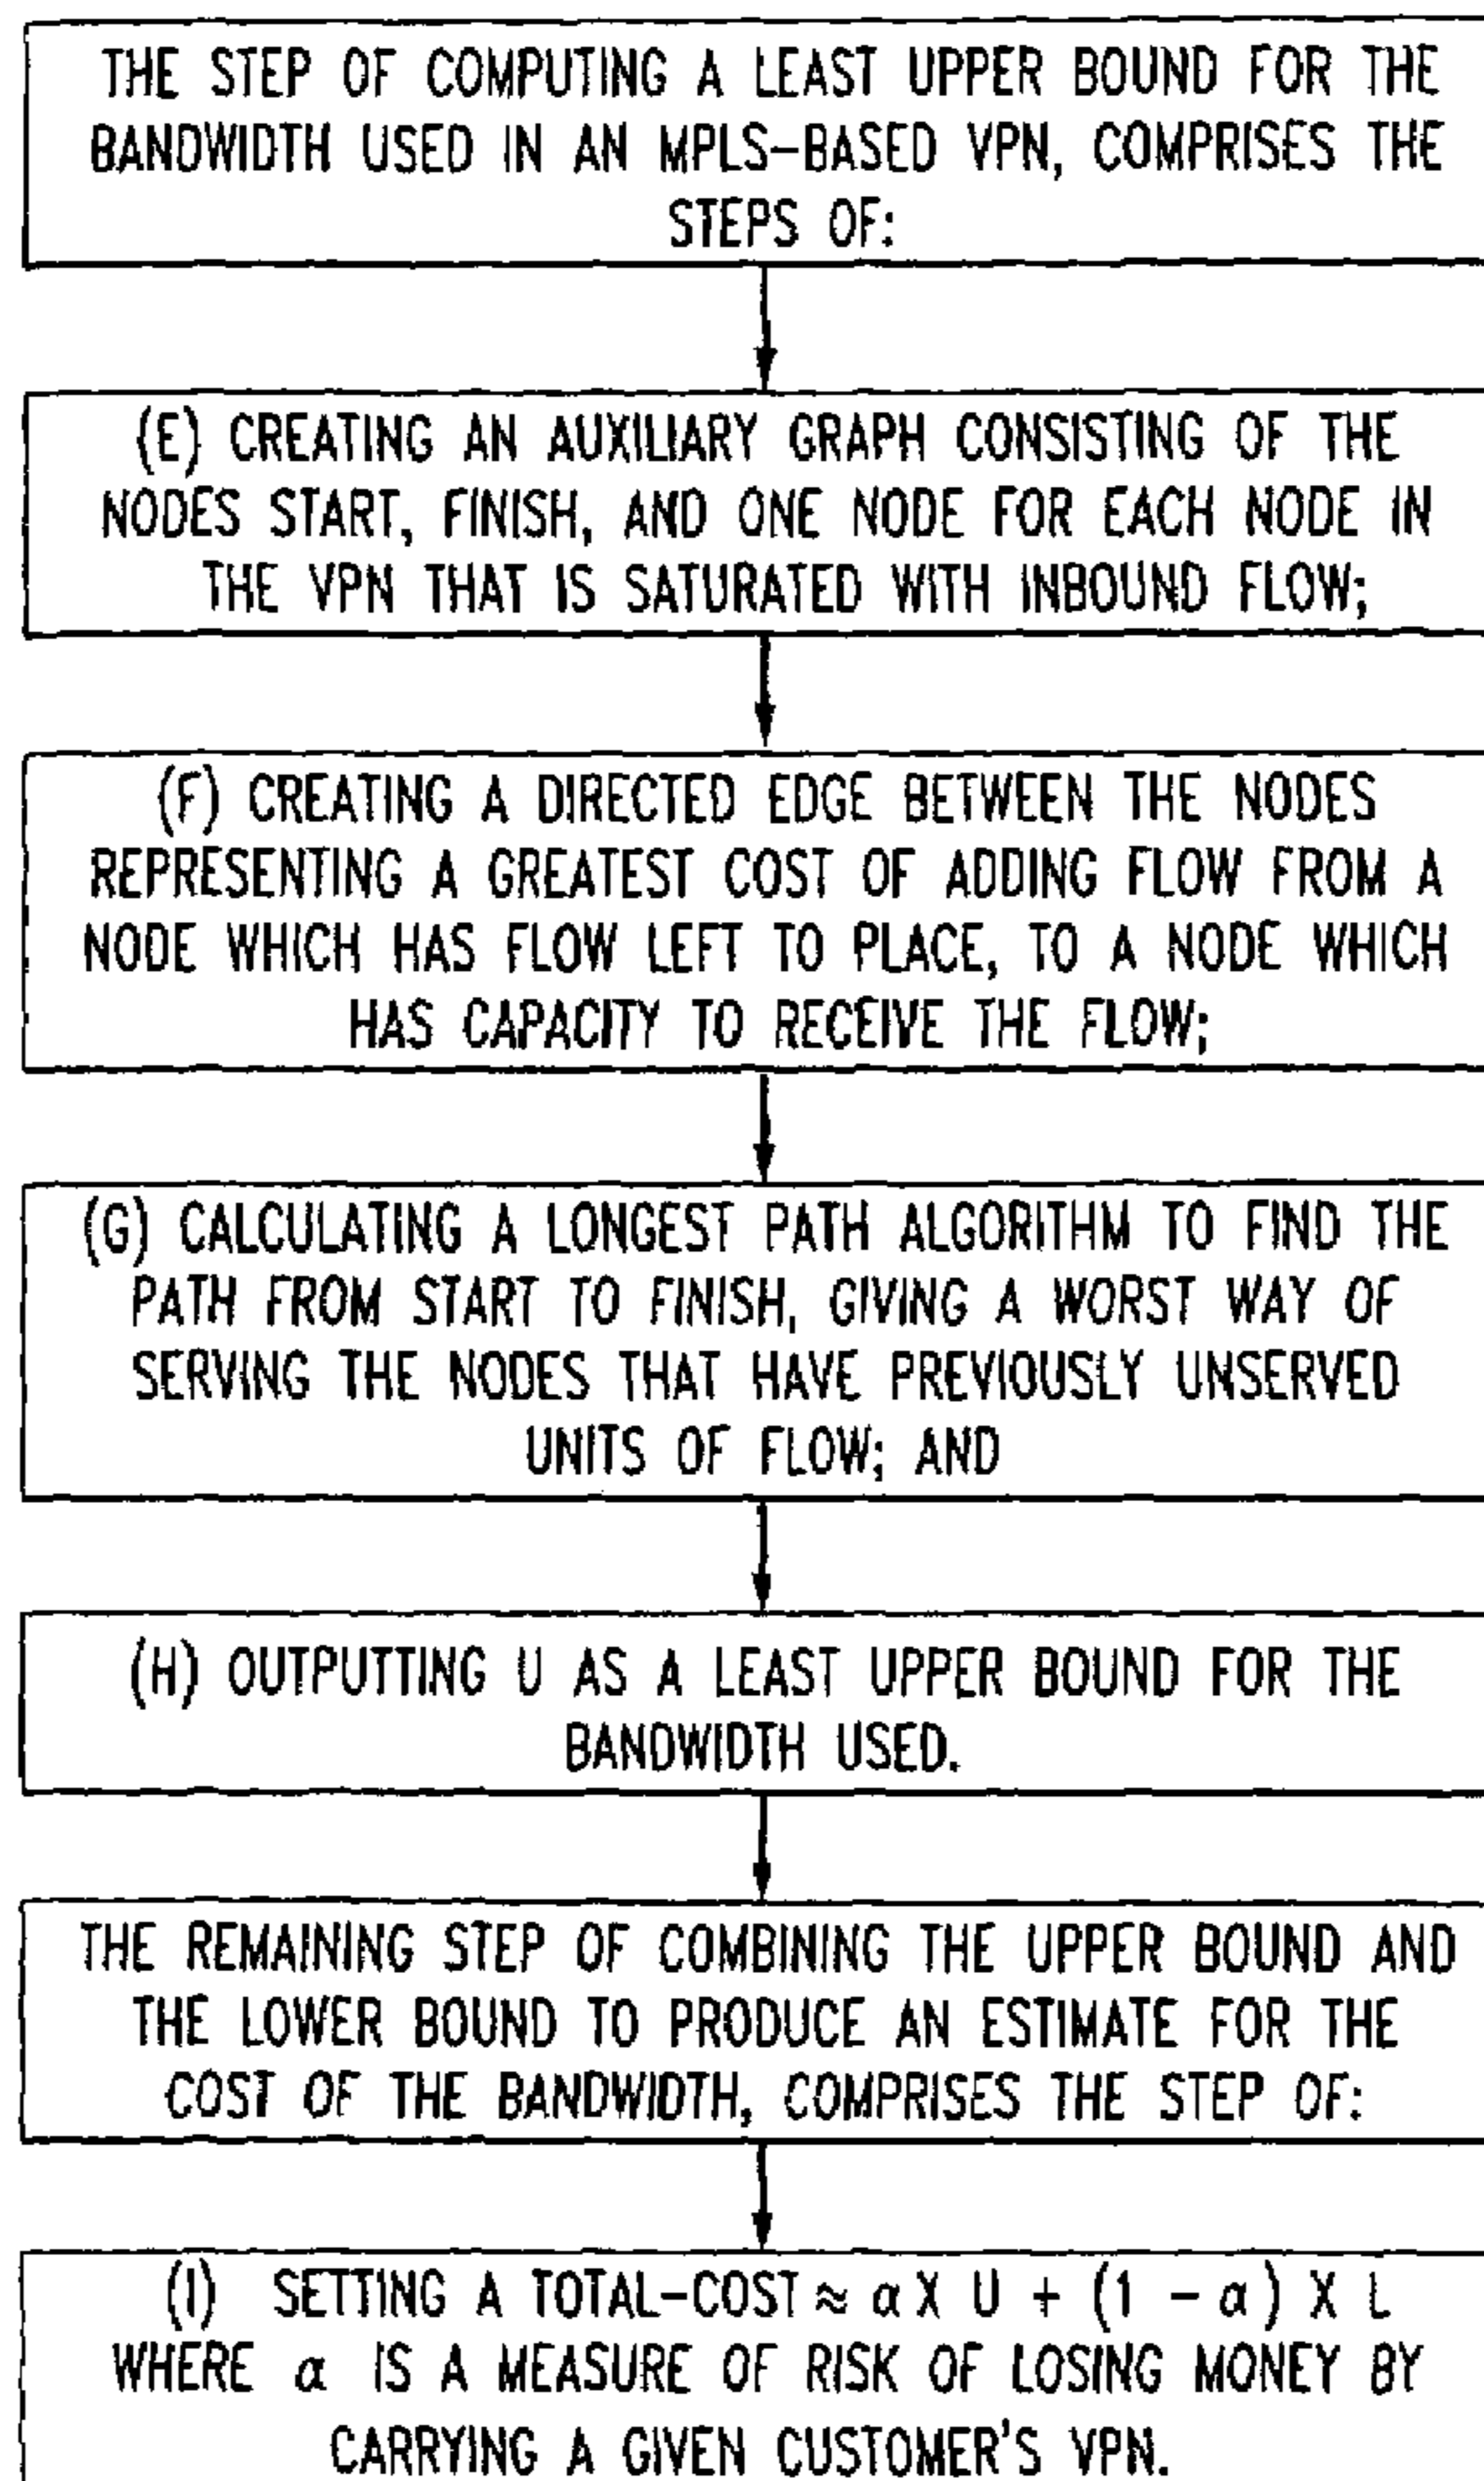 THE STEP OF COMPUTING A LEAST UPPER BOUND FOR THE
BANDWIDTH USED IN AN MPLS-BASED VPN, COMPRISES THE
STEPS OF:
(E) CREATING AN AUXILIARY GRAPH CONSISTING OF THE
NODES START, FINISH, AND ONE NODE FOR EACH NODE IN
THE VPN THAT IS SATURATED WITH INBOUND FLOW;
(F) CREATING A DIRECTED EDGE BETWEEN THE NODES
REPRESENTING A GREATEST COST OF ADDING FLOW FROM A
NODE WHICH HAS FLOW LEFT TO PLACE, TO A NODE WHICH
HAS CAPACITY TO RECEIVE THE FLOW;
(G) CALCULATING A LONGEST PATH ALGORITHM TO FIND THE
PATH FROM START TO FINISH, GIVING A WORST WAY OF
SERVING THE NODES THAT HAVE PREVIOUSLY UNSERVED
UNITS OF FLOW; AND
(H) OUTPUTTING U AS A LEAST UPPER BOUND FOR THE
BANDWIDTH USED.
THE REMAINING STEP OF COMBINING THE UPPER BOUND AND
THE LOWER BOUND TO PRODUCE AN ESTIMATE FOR THE
COST OF THE BANDWIDTH, COMPRISES THE STEP OF:
(I) SETTING A TOTAL-COST ≈ α X U + (1 - α) X L
WHERE α IS A MEASURE OF RISK OF LOSING MONEY BY
CARRYING A GIVEN CUSTOMER'S VPN.